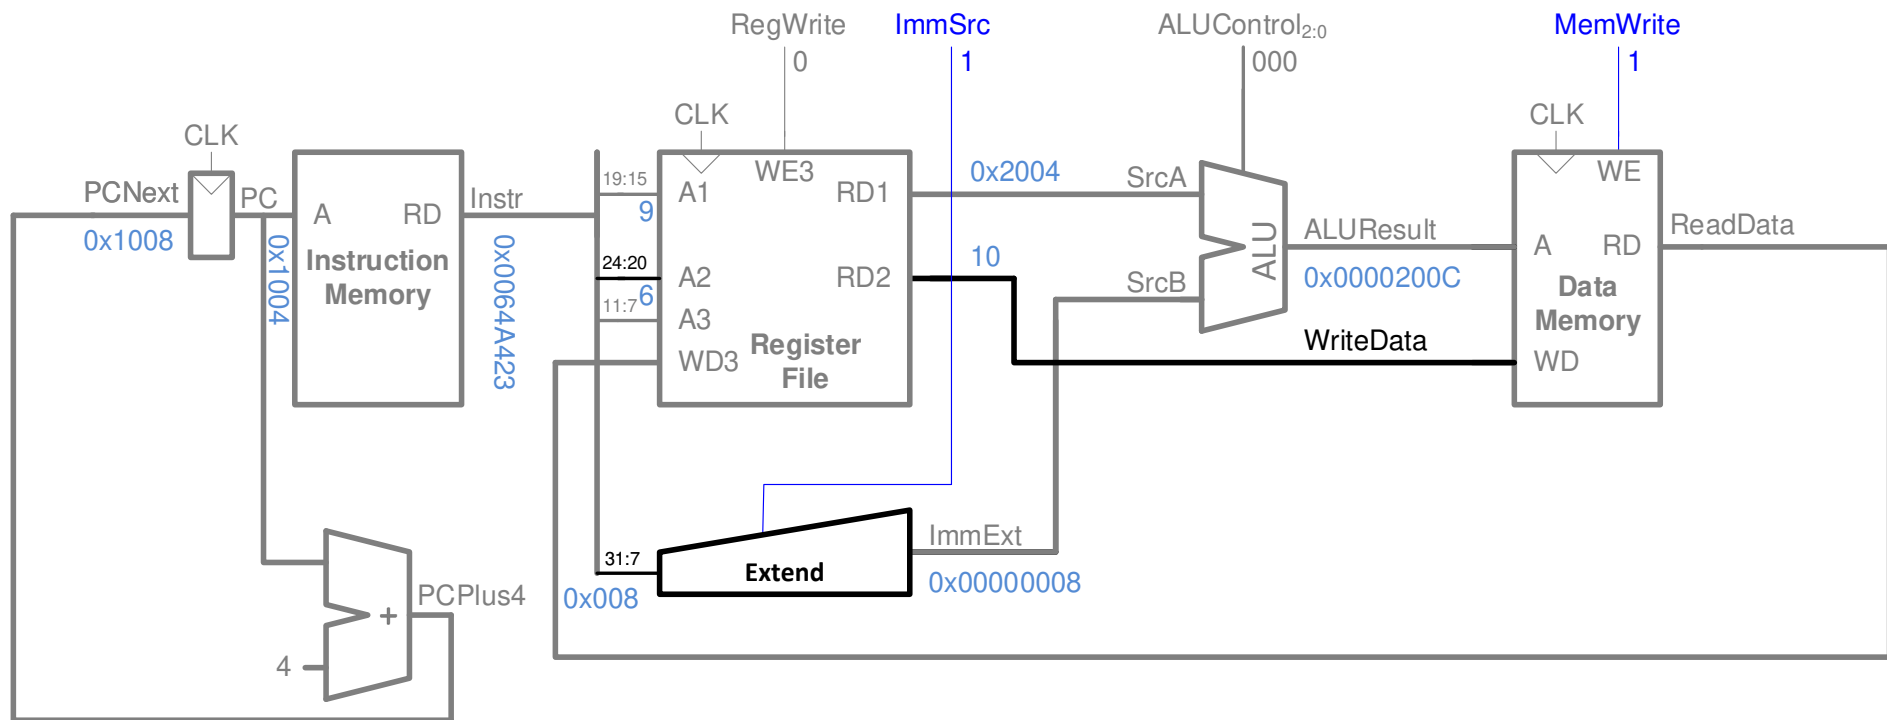 RegWrite
0
ImmSrc
1
ALUControl2:0
000
MemWrite
1
CLK
CLK
CLK
PCNext
0x1008
PC
0x1004
A
RD
Instruction
Memory
Instr
0x0064A423
19:15
9
24:20
6
11:7
A1
WE3
RD1
A2
RD2
A3
WD3
Register
File
0x2004
SrcA
10
SrcB
ALU
ALUResult
0x0000200C
WriteData
WE
A
RD
Data
Memory
WD
ReadData
31:7
0x008
Extend
ImmExt
0x00000008
PCPlus4
+
4